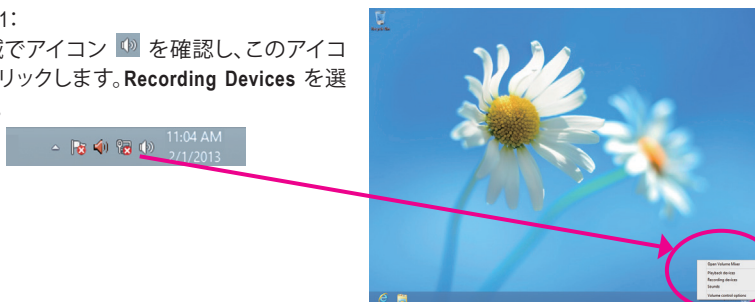 1：
域でアイコン を確認し、このアイコ
リックします。Recording Devices を選
11:04 AM
2/1/2013
Open Volume Mixer
Playback devices
Recording devices
Sounds
Volume control options